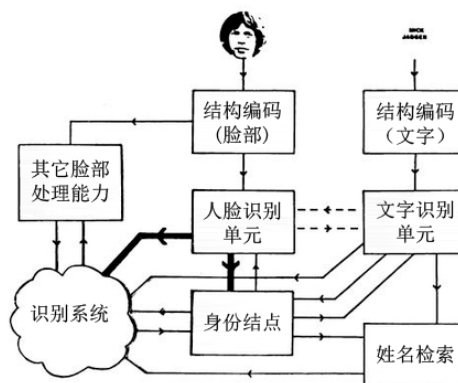 MICK
JAGGER
结构编码
(脸部)
结构编码
（文字）
其它脸部
处理能力
人脸识别
单元
文字识别
单元
识别系统
身份结点
姓名检索